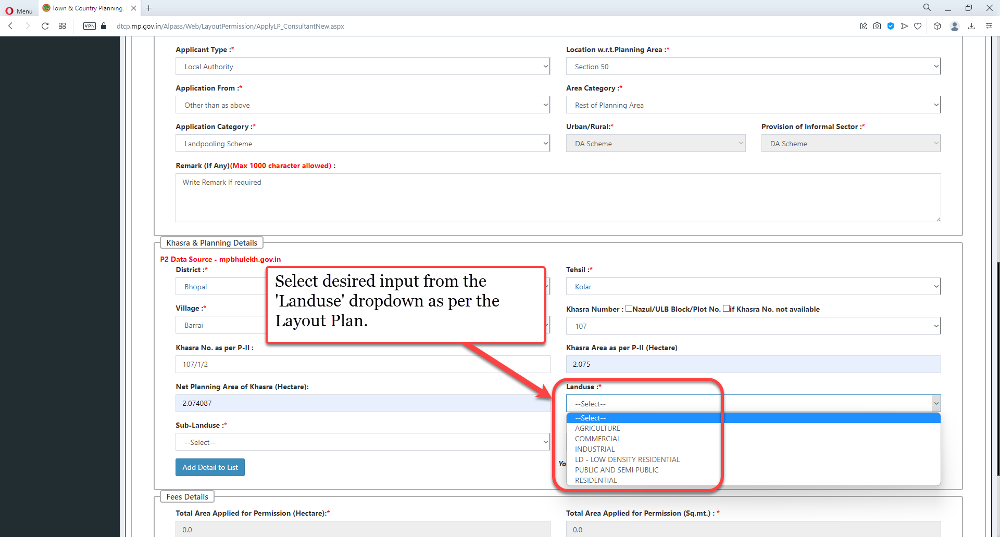 Menu
Town & Country Planning,
VPN
dtcp.mp.gov.in/Alpass/Web/LayoutPermission/ApplyLP_ConsultantNew.aspx
Applicant Type :*
Location w.r.t.Planning Area :*
Local Authority
Section 50
Application From :*
Area Category :*
Other than as above
Rest of Planning Area
Application Category :*
Urban/Rural:*
Provision of Informal Sector :*
Landpooling Scheme
DA Scheme
DA Scheme
Remark (If Any)(Max 1000 character allowed) :
Write Remark If required
Khasra & Planning Details
P2 Data Source - mpbhulekh.gov.in
District :*
Tehsil :*
Bhopal
Kolar
Select desired input from the
'Landuse' dropdown as per the
Layout Plan.
Village :*
Khasra Number : Nazul/ULB Block/Plot No. if Khasra No. not available
Barrai
107
Khasra No. as per P-II :
Khasra Area as per P-II (Hectare)
107/1/2
2.075
Net Planning Area of Khasra (Hectare):
Landuse :*
2.074087
--Select--
--Select--
AGRICULTURE
COMMERCIAL
INDUSTRIAL
LD - LOW DENSITY RESIDENTIAL
PUBLIC AND SEMI PUBLIC
RESIDENTIAL
Sub-Landuse :*
--Select--
Add Detail to List
Yo
Fees Details
Total Area Applied for Permission (Hectare):*
Total Area Applied for Permission (Sq.mt.) : *
0.0
0.0